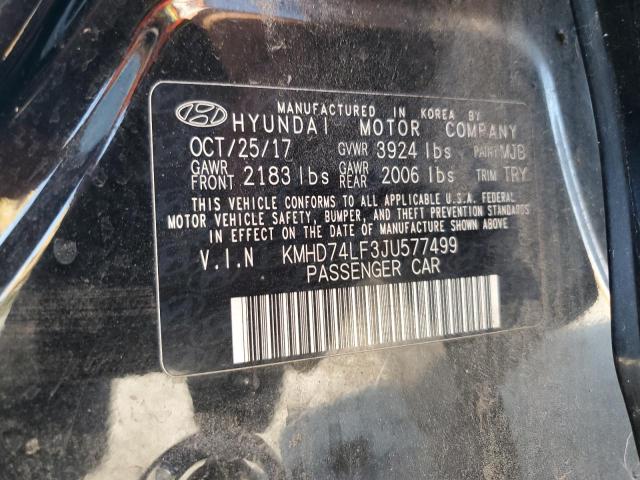 MANUFACTURED IN KOREA BY
HYUNDAI MOTOR COMPANY
OCT/25/17 GVWR 3924 lbs PAINT MJB
GAWR FRONT 2183 lbs GAWR REAR 2006 lbs TRIM TRY
THIS VEHICLE CONFORMS TO ALL APPLICABLE U.S.A. FEDERAL
MOTOR VEHICLE SAFETY, BUMPER, AND THEFT PREVENTION STANDARDS
IN EFFECT ON THE DATE OF MANUFACTURE SHOWN ABOVE.
V.I.N KMHD74LF3JU577499
PASSENGER CAR